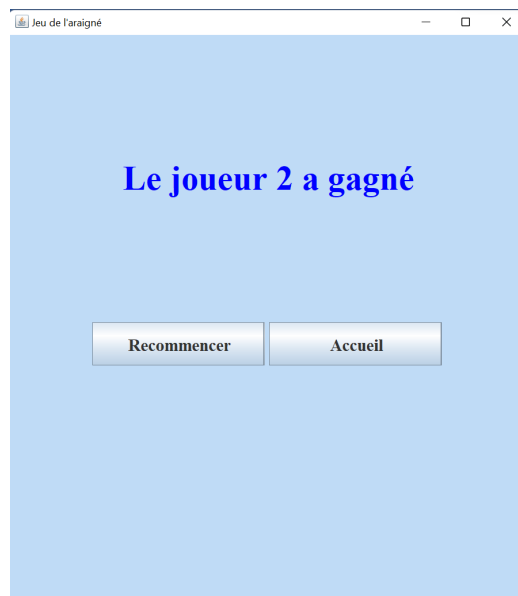 Jeu de l'araigné
Le joueur 2 a gagné
Recommencer Accueil